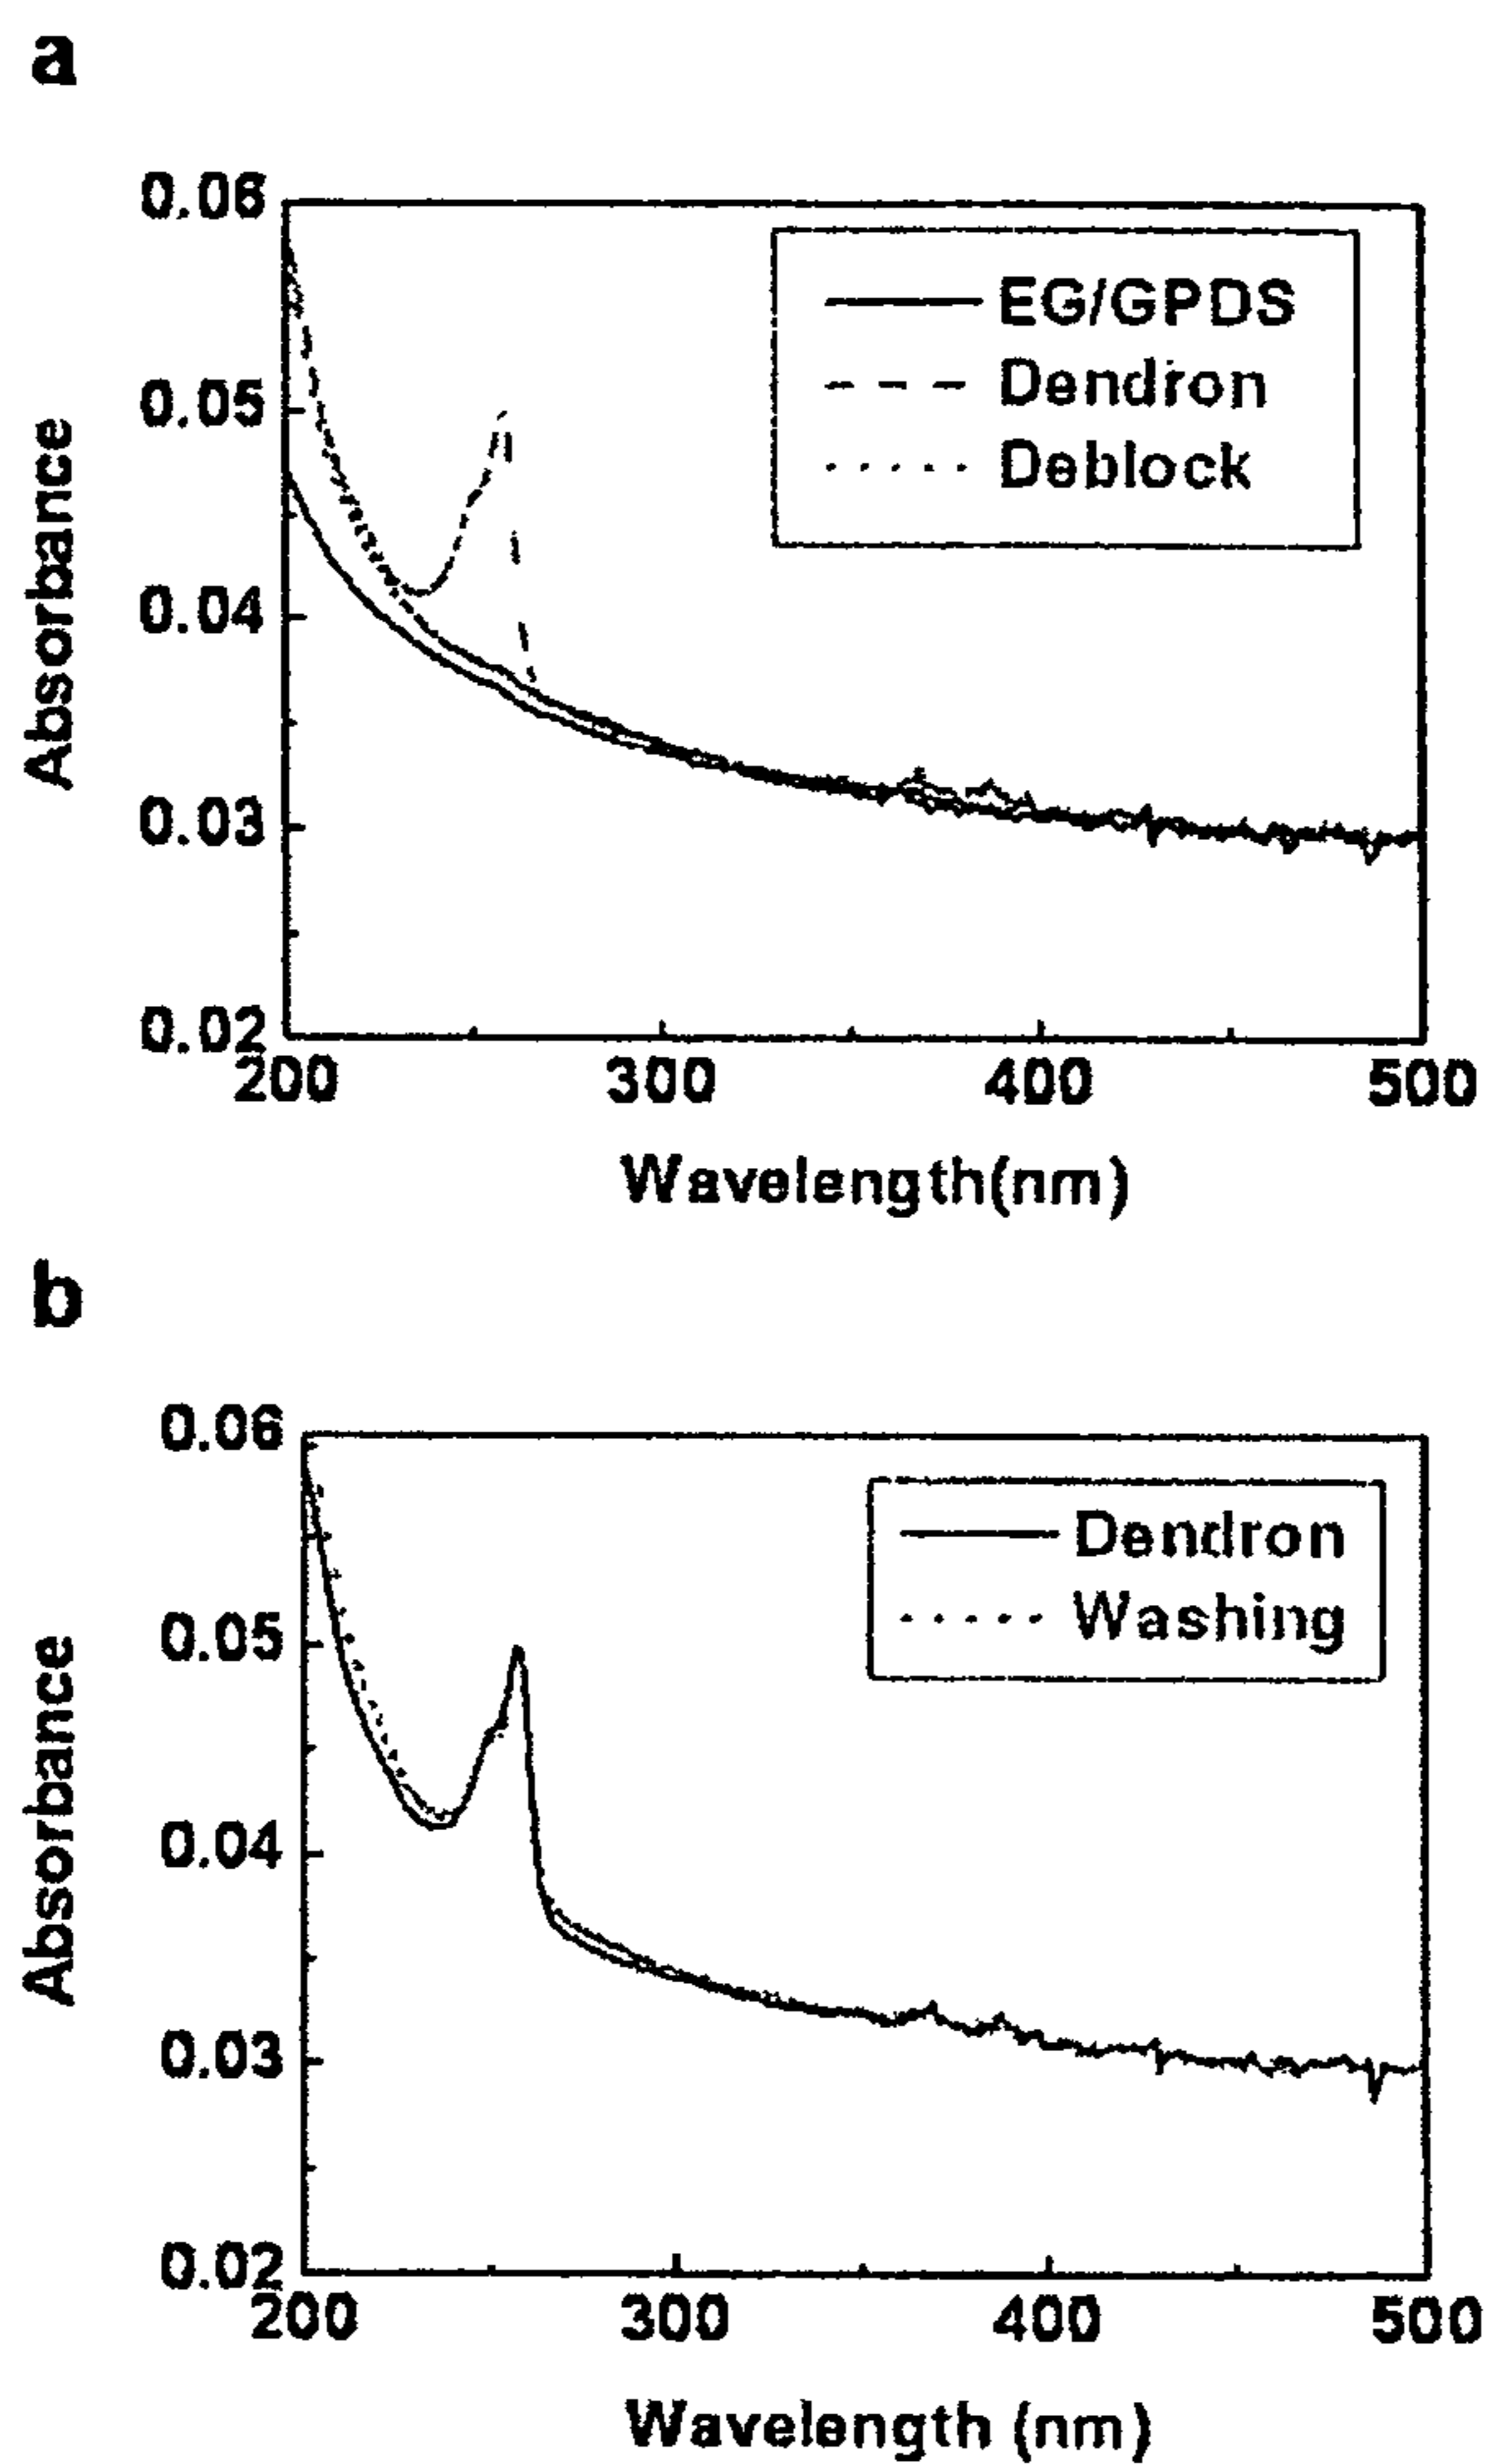 a
0.06
EG/GPDS
Dendron
Deblock
0.05
0.04
0.03
0.02
Absorbance
200 300 400 500
Wavelength(nm)
b
0.06
Dendron
Washing
0.05
0.04
0.03
0.02
Absorbance
200 300 400 500
Wavelength (nm)